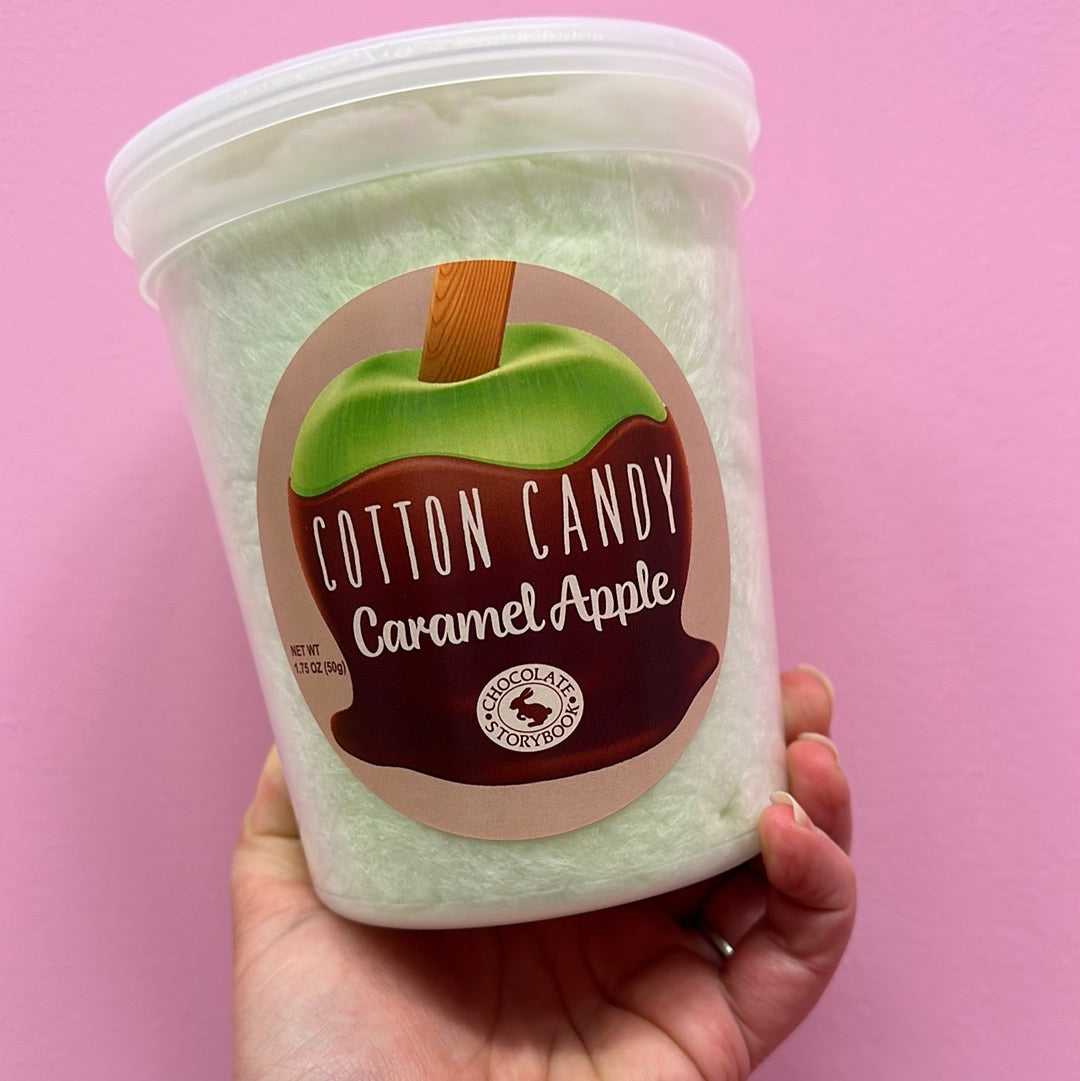 COTTON CANDY
Caramel Apple
NET WT
1.75 OZ (50g)
CHOCOLATE
STORYBOOK